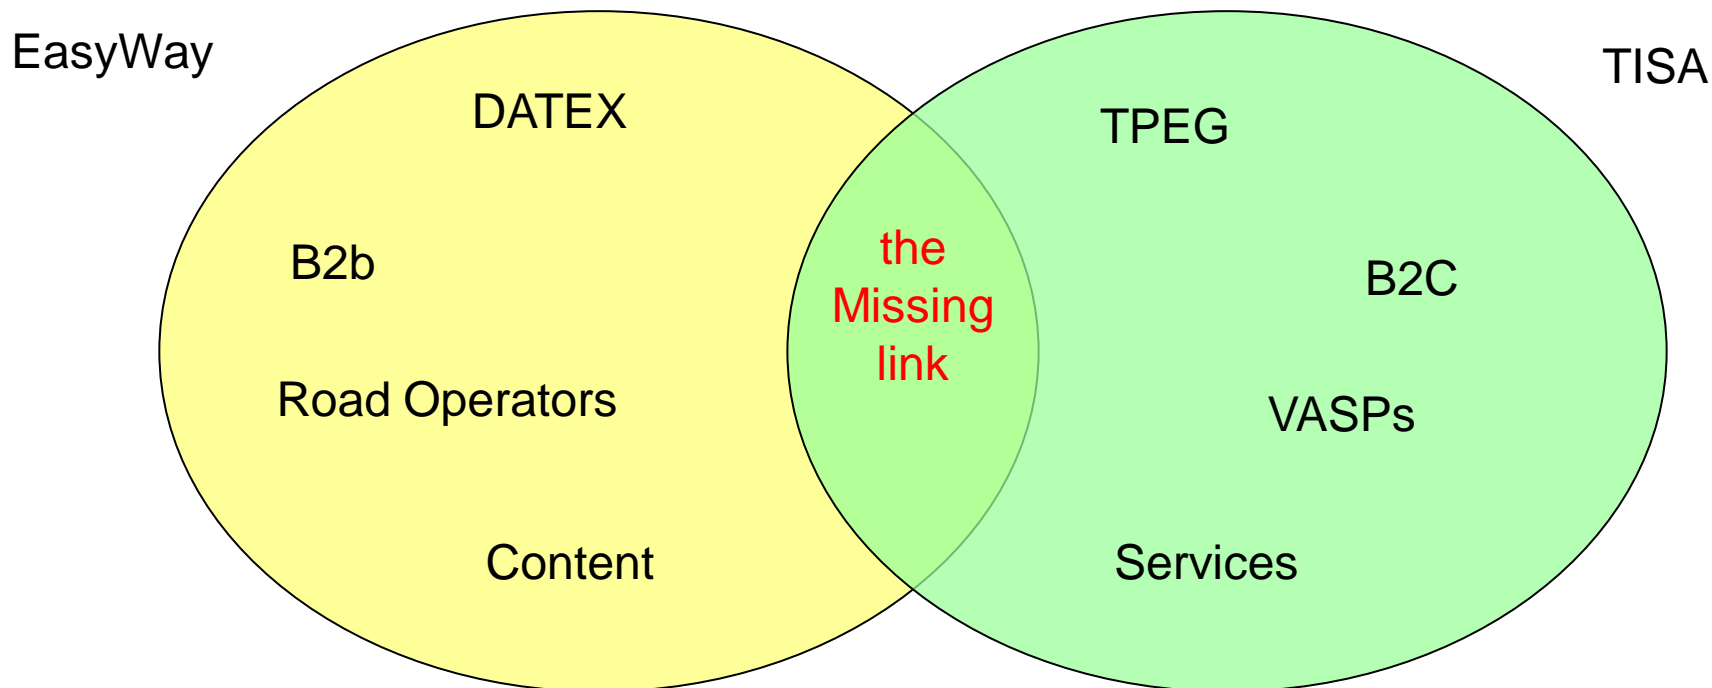 EasyWay
TISA
DATEX
TPEG
B2b
the
Missing
link
B2C
Road Operators
VASPs
Content
Services